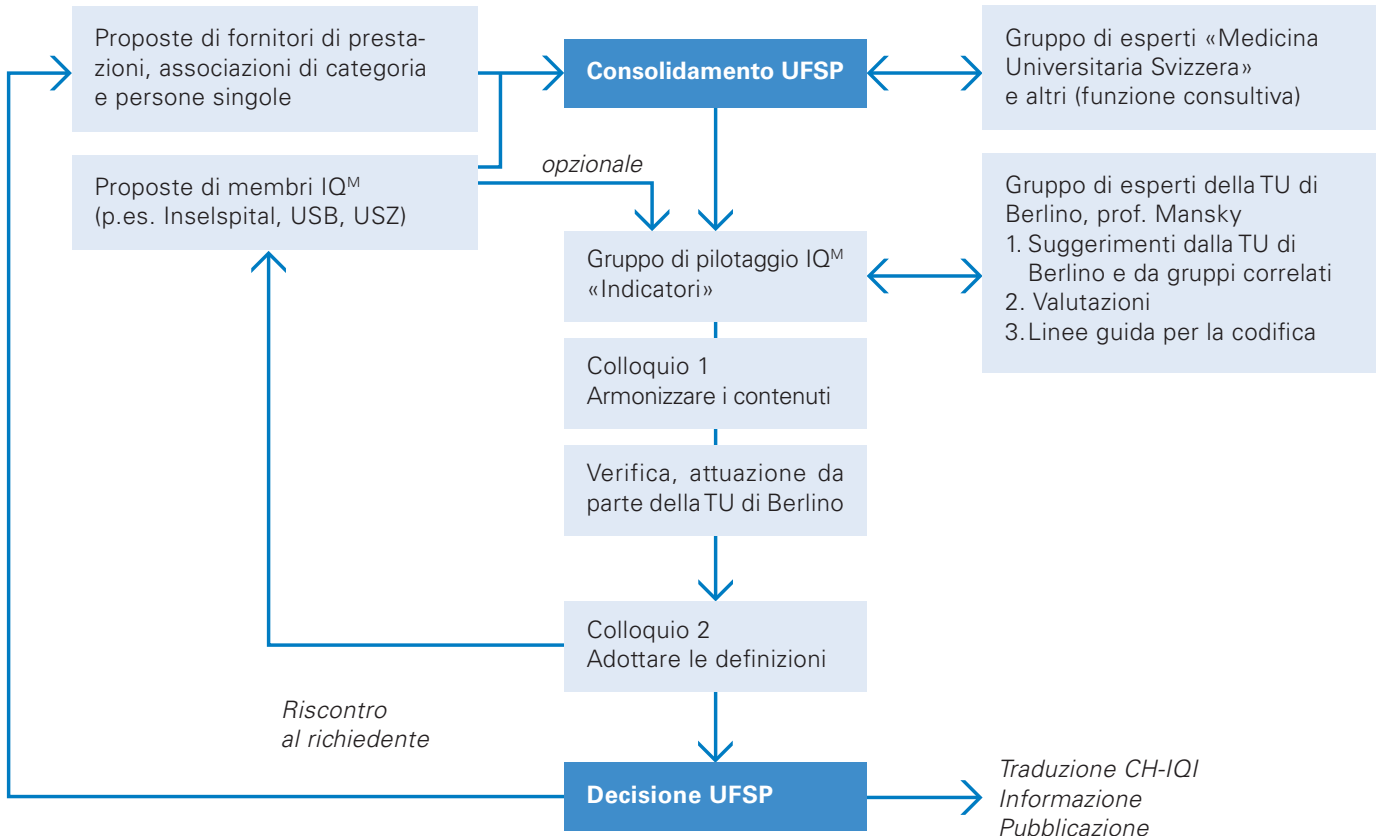 Proposte di fornitori di presta-
zioni, associazioni di categoria
e persone singole
Consolidamento UFSP
Gruppo di esperti «Medicina
Universitaria Svizzera»
e altri (funzione consultiva)
opzionale
Proposte di membri IQᴹ
(p.es. Inselspital, USB, USZ)
Gruppo di esperti della TU di
Berlino, prof. Mansky
1. Suggerimenti dalla TU di
Berlino e da gruppi correlati
2. Valutazioni
3. Linee guida per la codifica
Gruppo di pilotaggio IQᴹ
«Indicatori»
Colloquio 1
Armonizzare i contenuti
Verifica, attuazione da
parte della TU di Berlino
Colloquio 2
Adottare le definizioni
Riscontro
al richiedente
Decisione UFSP
Traduzione CH-IQI
Informazione
Pubblicazione